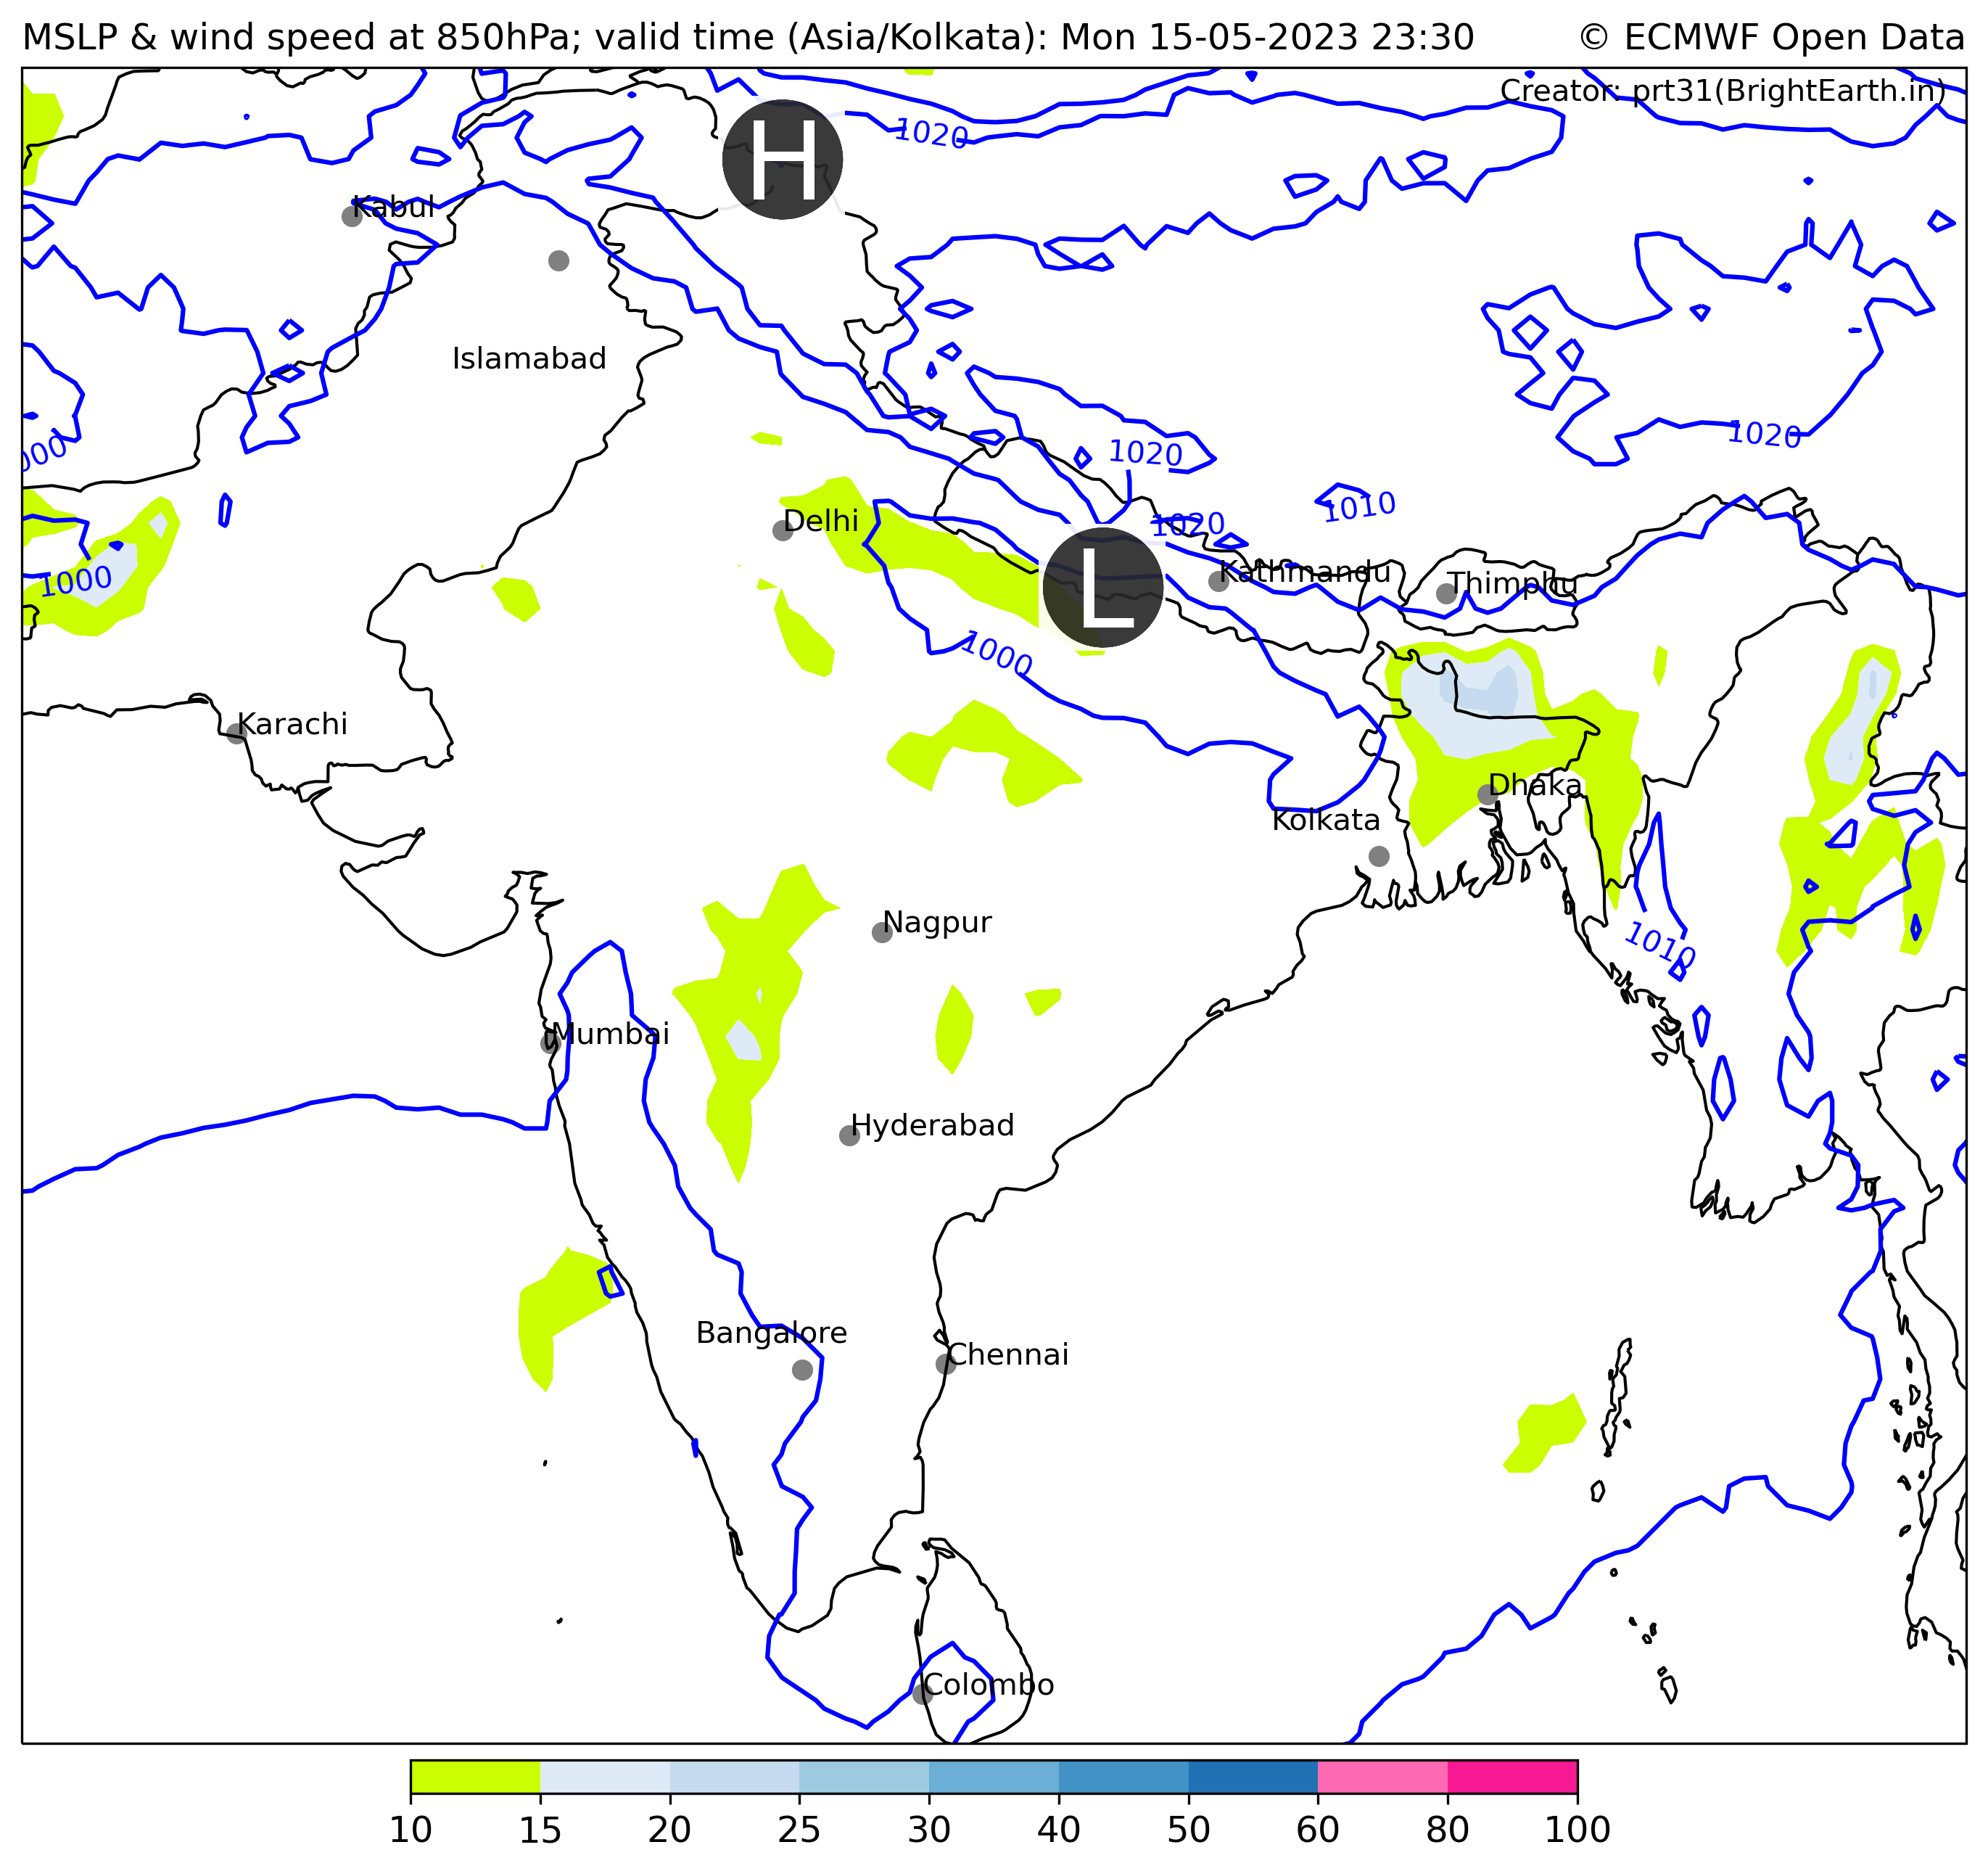 MSLP & wind speed at 850hPa; valid time (Asia/Kolkata): Mon 15-05-2023 23:30
© ECMWF Open Data
Creator: prt31(BrightEarth.in)
H
1020
Kabul
Islamabad
1020
1020
000
1010
1020
Delhi
1000
L
Kathmandu
Thimphu
1000
Karachi
Dhaka
Kolkata
Nagpur
1010
Mumbai
Hyderabad
Bangalore
Chennai
Colombo
10 15 20 25 30 40 50 60 80 100